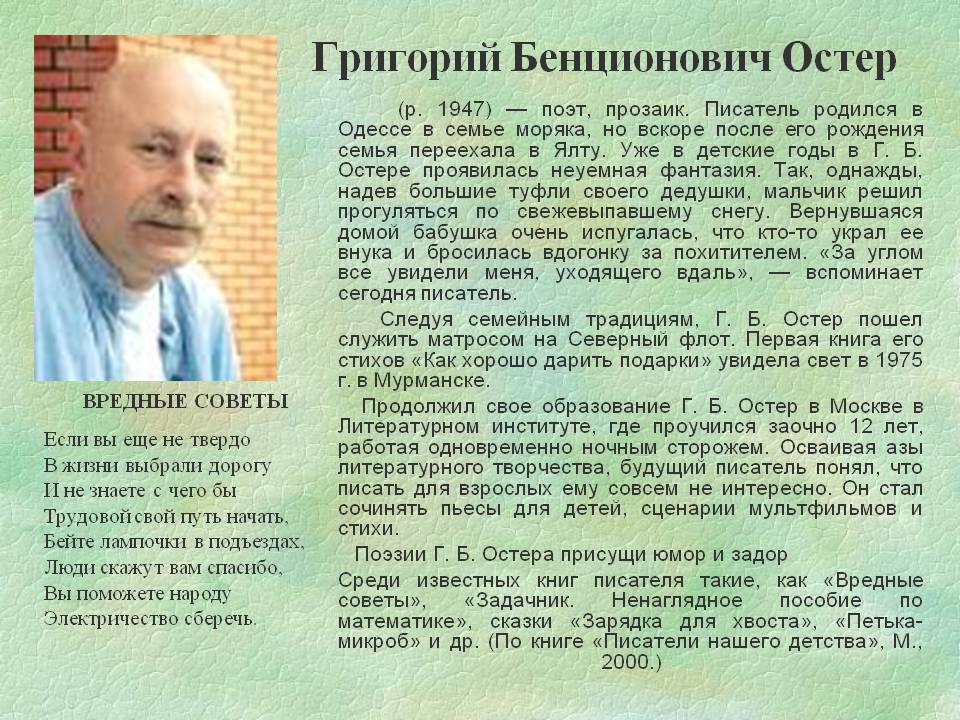 Григорий Бенционович Остер
(р. 1947) — поэт, прозаик. Писатель родился в
Одессе в семье моряка, но вскоре после его рождения
семья переехала в Ялту. Уже в детские годы в Г. Б.
Остере проявилась неуемная фантазия. Так, однажды,
надев большие туфли своего дедушки, мальчик решил
прогуляться по свежевыпавшему снегу. Вернувшаяся
домой бабушка очень испугалась, что кто-то украл ее
внука и бросилась вдогонку за похитителем. «За углом
все увидели меня, уходящего вдаль», — вспоминает
сегодня писатель.
Следуя семейным традициям, Г. Б. Остер пошел
служить матросом на Северный флот. Первая книга его
стихов «Как хорошо дарить подарки» увидела свет в 1975
г. в Мурманске.
Продолжил свое образование Г. Б. Остер в Москве в
Литературном институте, где проучился заочно 12 лет,
работая одновременно ночным сторожем. Осваивая азы
литературного творчества, будущий писатель понял, что
писать для взрослых ему совсем не интересно. Он стал
сочинять пьесы для детей, сценарии мультфильмов и
стихи.
Поэзии Г. Б. Остера присущи юмор и задор
Среди известных книг писателя такие, как «Вредные
советы», «Задачник. Ненаглядное пособие по
математике», сказки «Зарядка для хвоста», «Петька-
микроб» и др. (По книге «Писатели нашего детства», М.,
2000.)
ВРЕДНЫЕ СОВЕТЫ
Если вы еще не твердо
В жизни выбрали дорогу
И не знаете с чего бы
Трудовой свой путь начать,
Бейте лампочки в подъездах,
Люди скажут вам спасибо,
Вы поможете народу
Электричество сберечь.